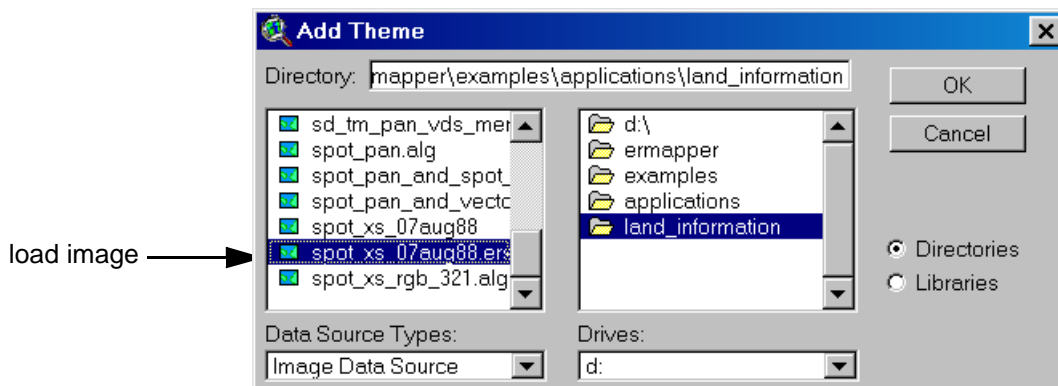 Add Theme
Directory: mapper\examples\applications\land_information
OK
Cancel
sd_tm_pan_vds_mer
spot_pan.alg
spot_pan_and_spot_
spot_pan_and_vecto
spot_xs_07aug88
spot_xs_07aug88.ers
spot_xs_rgb_321.alg
d:\
ermapper
examples
applications
land_information
load image
Directories
Libraries
Data Source Types:
Image Data Source
Drives:
d: